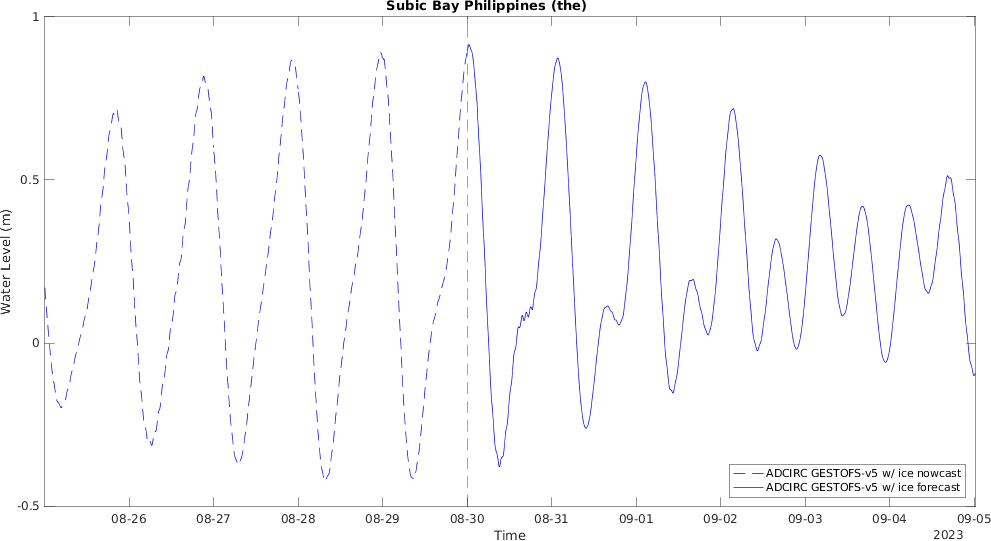 Subic Bay Philippines (the)
1
0.5
0
-0.5
Water Level (m)
ADCIRC GESTOFS-v5 w/ ice nowcast
ADCIRC GESTOFS-v5 w/ ice forecast
08-26 08-27 08-28 08-29 08-30 08-31 09-01 09-02 09-03 09-04 09-05
Time
2023